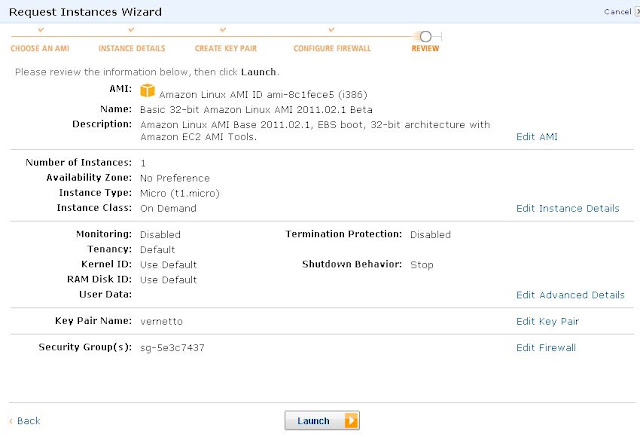 Request Instances Wizard
Cancel
CHOOSE AN AMI INSTANCE DETAILS CREATE KEY PAIR CONFIGURE FIREWALL REVIEW
Please review the information below, then click Launch.
AMI: Amazon Linux AMI ID ami-8c1fece5 (i386)
Name: Basic 32-bit Amazon Linux AMI 2011.02.1 Beta
Description: Amazon Linux AMI Base 2011.02.1, EBS boot, 32-bit architecture with
Amazon EC2 AMI Tools. Edit AMI
Number of Instances: 1
Availability Zone: No Preference
Instance Type: Micro (t1.micro)
Instance Class: On Demand Edit Instance Details
Monitoring: Disabled Termination Protection: Disabled
Tenancy: Default
Kernel ID: Use Default Shutdown Behavior: Stop
RAM Disk ID: Use Default
User Data: Edit Advanced Details
Key Pair Name: vernetto Edit Key Pair
Security Group(s): sg-5e3c7437 Edit Firewall
Back Launch